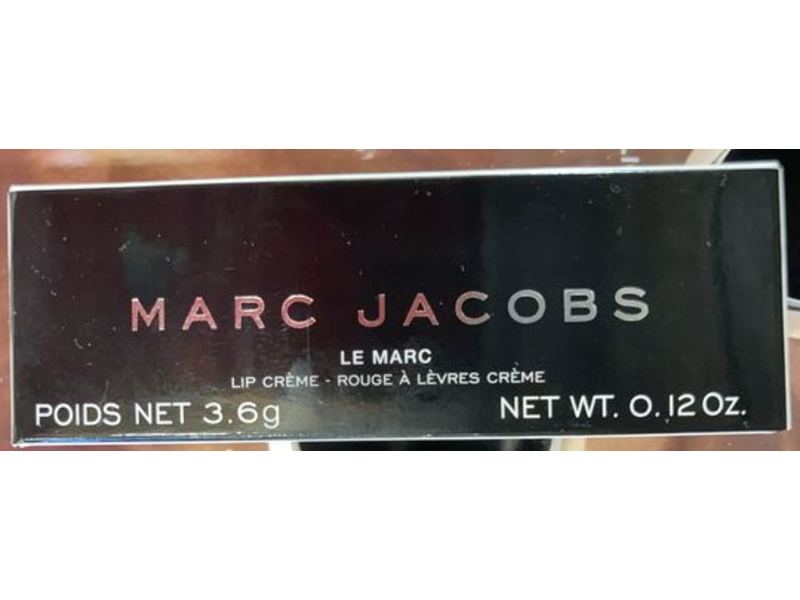 MARC JACOBS
LE MARC
LIP CRÈME - ROUGE À LÈVRES CRÈME
POIDS NET 3.6g NET WT. 0.12 Oz.